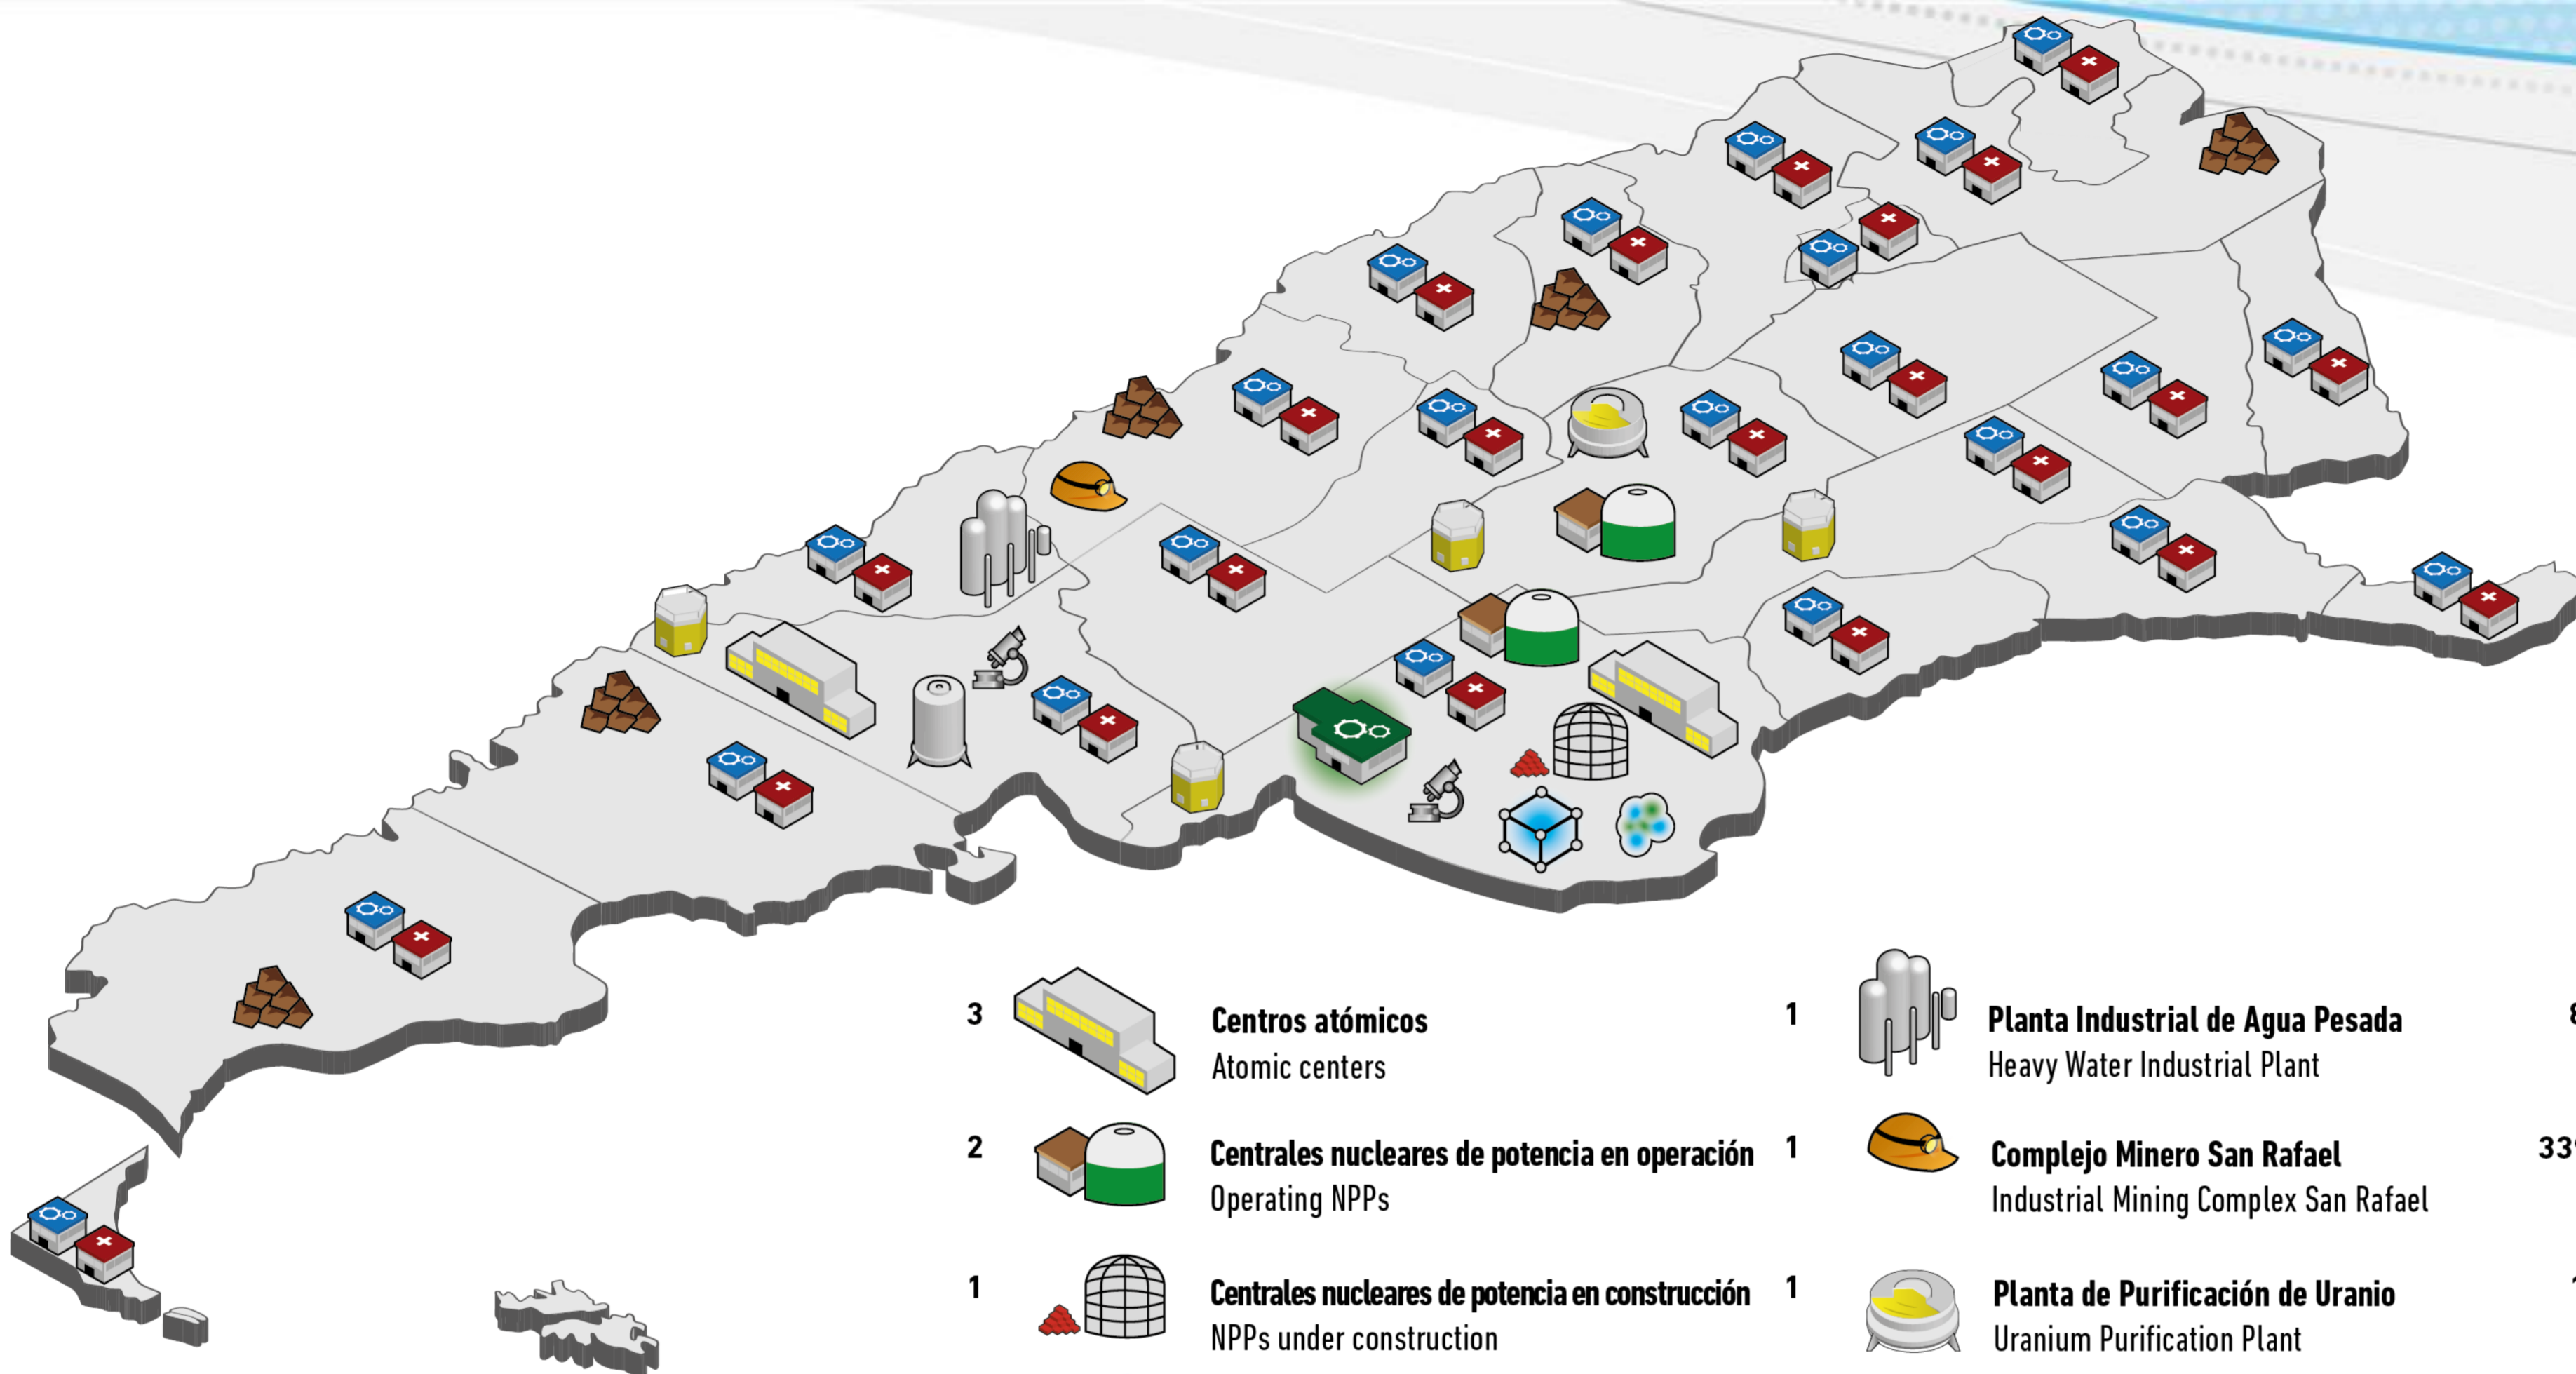 3
Centros atómicos
Atomic centers
2
Centrales nucleares de potencia en operación
Operating NPPs
1
Centrales nucleares de potencia en construcción
NPPs under construction
1
Planta Industrial de Agua Pesada
Heavy Water Industrial Plant
1
Complejo Minero San Rafael
Industrial Mining Complex San Rafael
1
Planta de Purificación de Uranio
Uranium Purification Plant